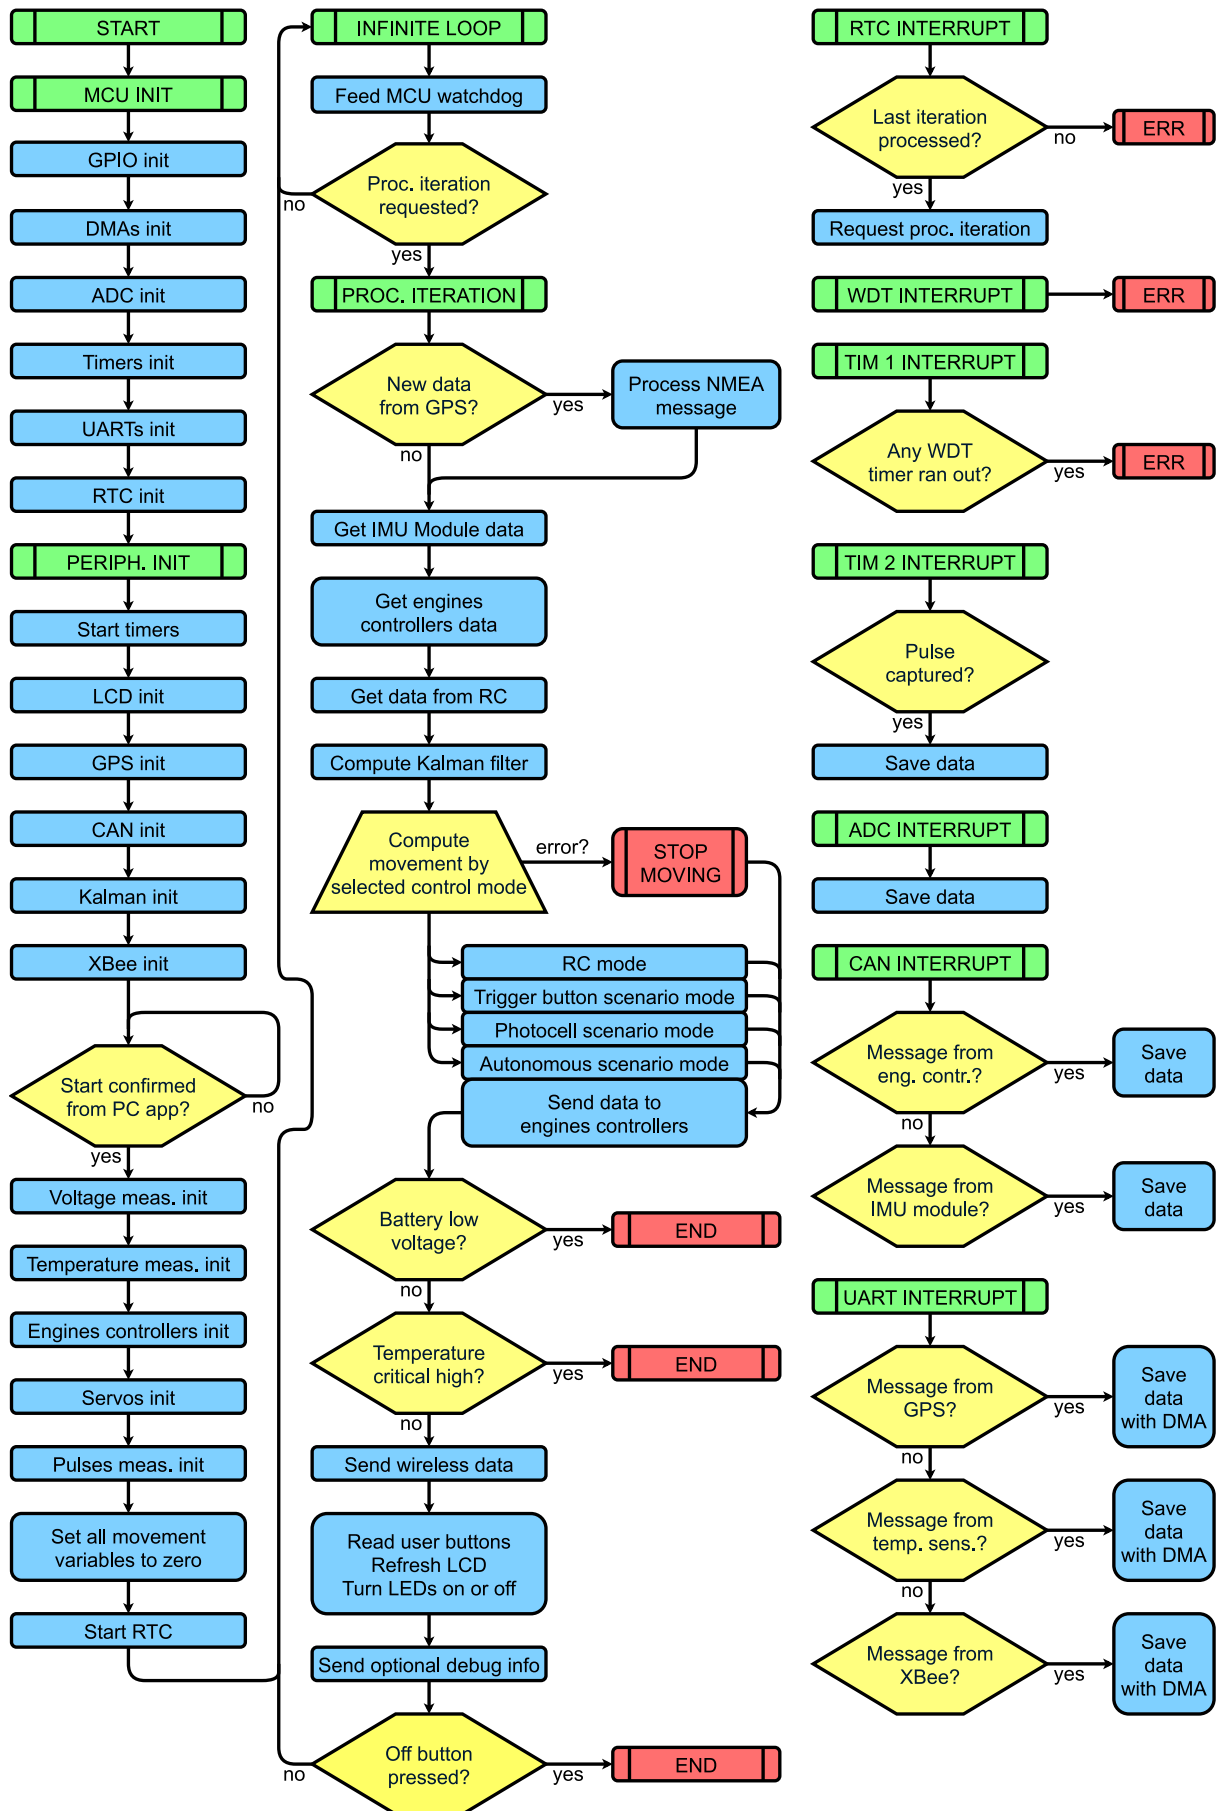 START
MCU INIT
GPIO init
DMAs init
ADC init
Timers init
UARTs init
RTC init
PERIPH. INIT
Start timers
LCD init
GPS init
CAN init
Kalman init
XBee init
Start confirmed
from PC app?
no
yes
Voltage meas. init
Temperature meas. init
Engines controllers init
Servos init
Pulses meas. init
Set all movement
variables to zero
Start RTC
INFINITE LOOP
Feed MCU watchdog
Proc. iteration
requested?
no
yes
PROC. ITERATION
New data
from GPS?
yes
Process NMEA
message
no
Get IMU Module data
Get engines
controllers data
Get data from RC
Compute Kalman filter
Compute
movement by
selected control mode
error?
STOP
MOVING
RC mode
Trigger button scenario mode
Photocell scenario mode
Autonomous scenario mode
Send data to
engines controllers
Battery low
voltage?
yes
END
no
Temperature
critical high?
yes
END
no
Send wireless data
Read user buttons
Refresh LCD
Turn LEDs on or off
Send optional debug info
Off button
pressed?
no
yes
END
RTC INTERRUPT
Last iteration
processed?
no
ERR
yes
Request proc. iteration
WDT INTERRUPT
ERR
TIM 1 INTERRUPT
Any WDT
timer ran out?
yes
ERR
TIM 2 INTERRUPT
Pulse
captured?
yes
Save data
ADC INTERRUPT
Save data
CAN INTERRUPT
Message from
eng. contr.?
yes
Save
data
no
Message from
IMU module?
yes
Save
data
UART INTERRUPT
Message from
GPS?
yes
Save
data
with DMA
no
Message from
temp. sens.?
yes
Save
data
with DMA
no
Message from
XBee?
yes
Save
data
with DMA